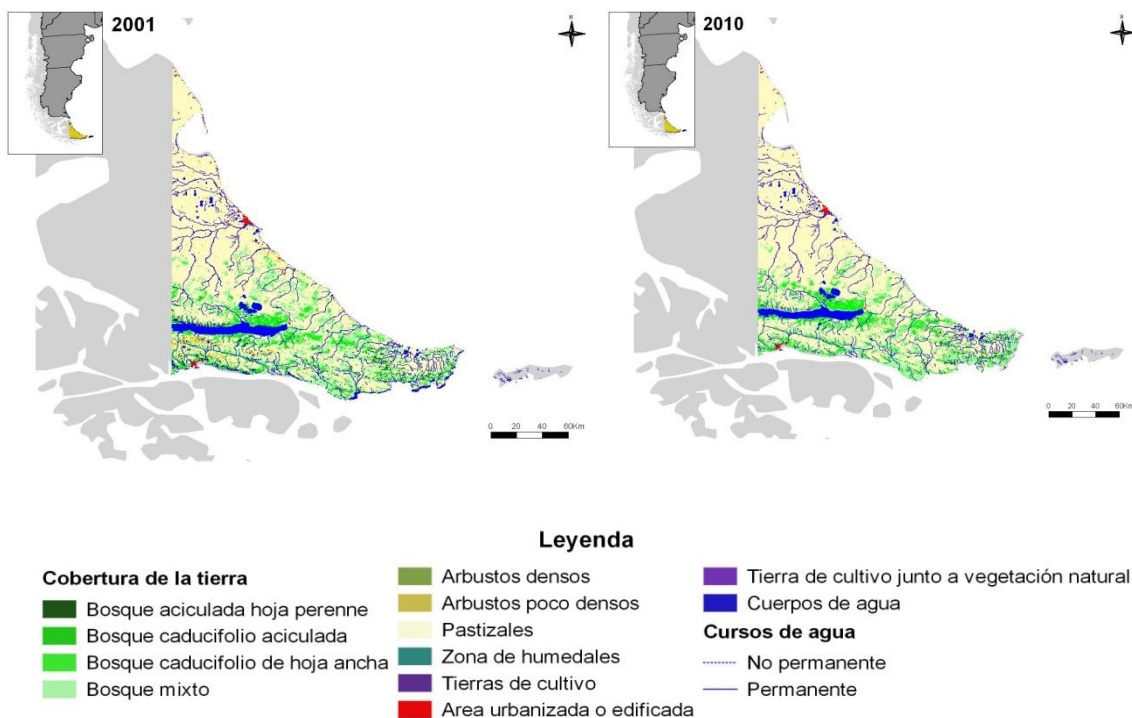 2001
2010
0 20 40 60Km
0 20 40 60Km
Leyenda
Cobertura de la tierra
Bosque aciculada hoja perenne
Bosque caducifolio aciculada
Bosque caducifolio de hoja ancha
Bosque mixto
Arbustos densos
Arbustos poco densos
Pastizales
Zona de humedales
Tierras de cultivo
Area urbanizada o edificada
Tierra de cultivo junto a vegetación natural
Cuerpos de agua
Cursos de agua
No permanente
Permanente